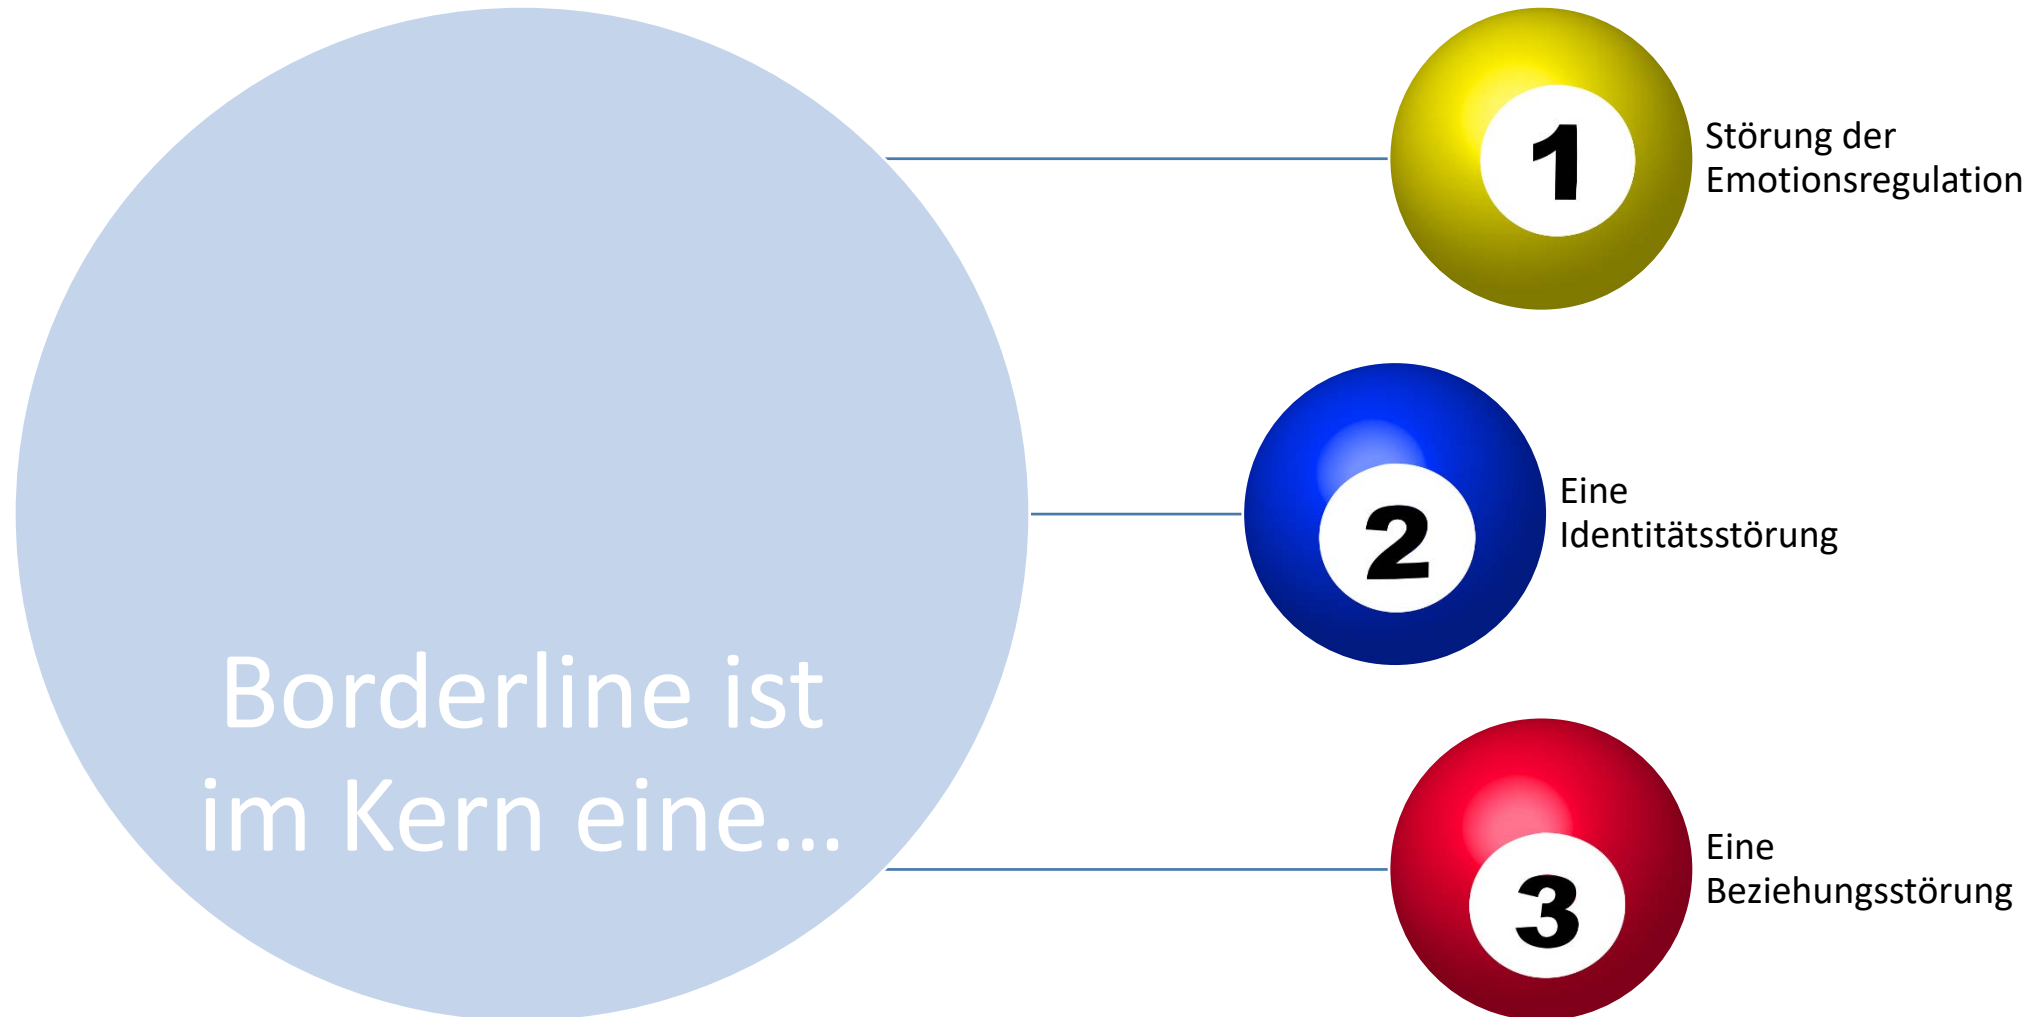 Borderline ist
im Kern eine...
1
Störung der
Emotionsregulation
2
Eine
Identitätsstörung
3
Eine
Beziehungsstörung